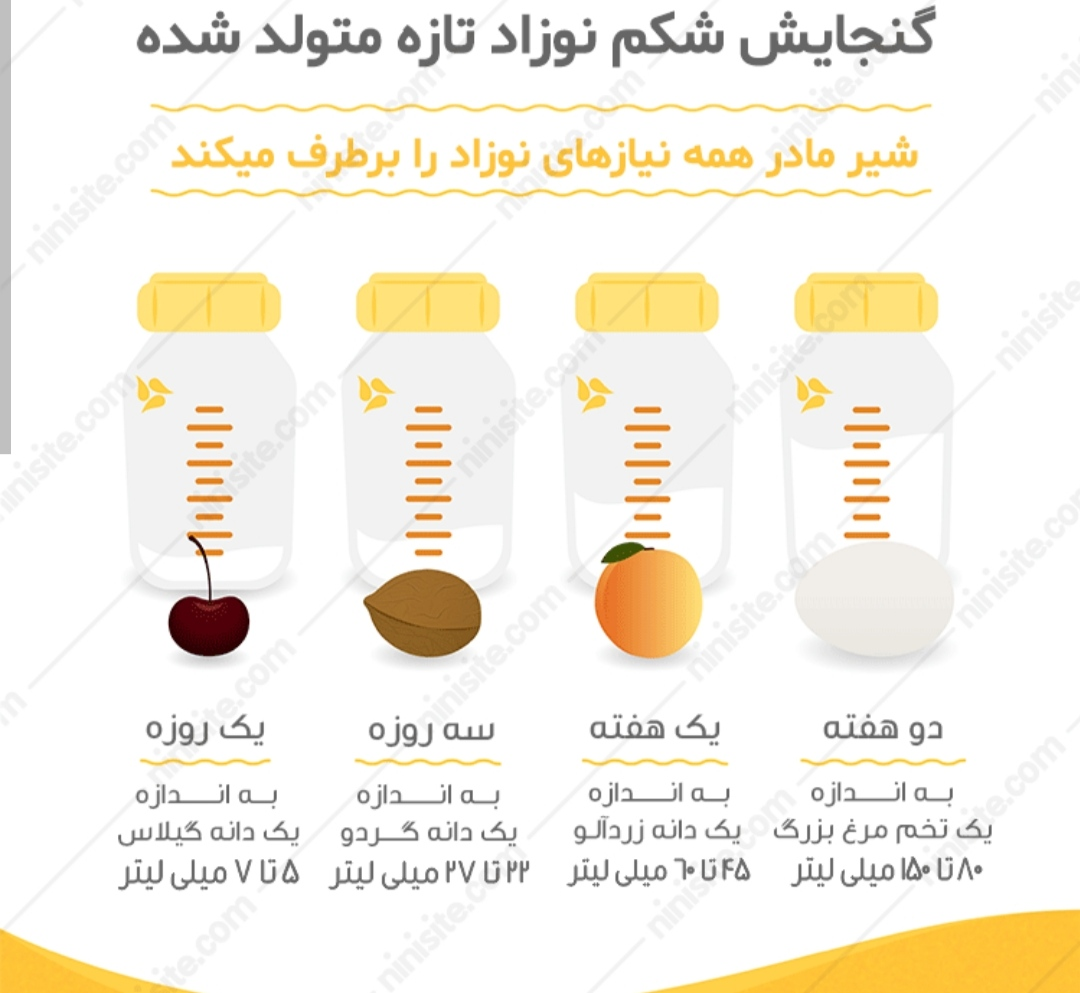 گنجایش شکم نوزاد تازه متولد شده
شیر مادر همه نیازهای نوزاد را برطرف میکند
دو هفته
به اندازه
یک تخم مرغ بزرگ
۸۰ تا ۱۵۰ میلی لیتر
یک هفته
به اندازه
یک دانه زردآلو
۴۵ تا ۶۰ میلی لیتر
سه روزه
به اندازه
یک دانه گردو
۲۲ تا ۲۷ میلی لیتر
یک روزه
به اندازه
یک دانه گیلاس
۵ تا ۷ میلی لیتر
ninisite.com